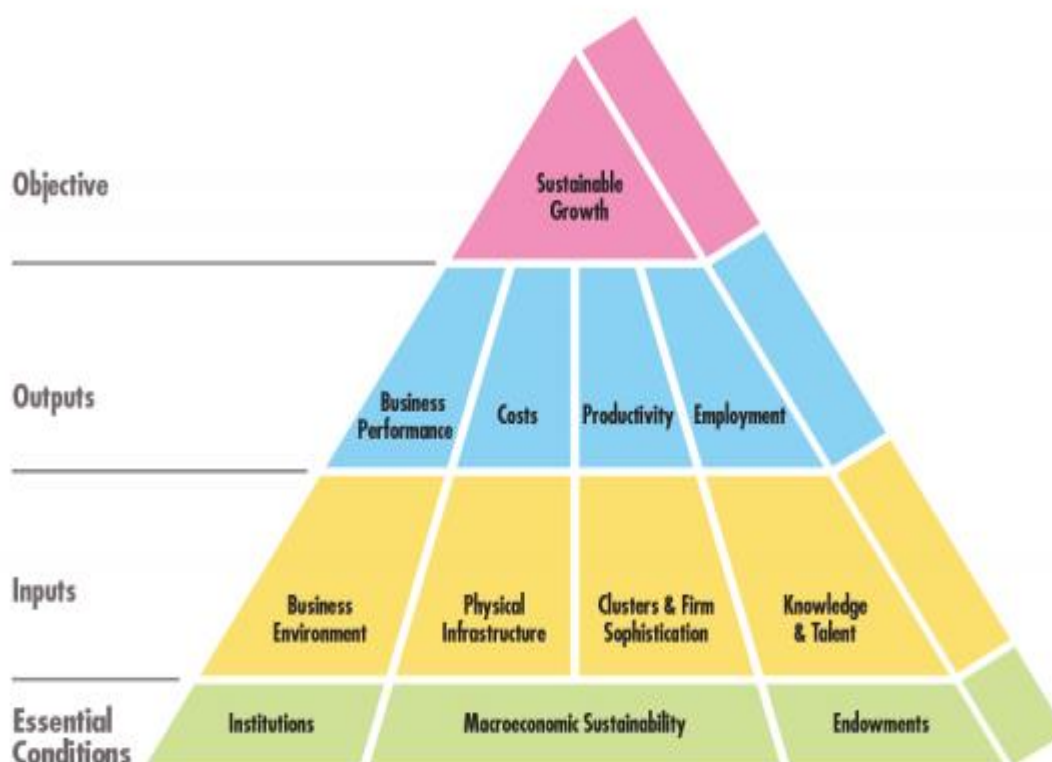 Objective
Sustainable
Growth
Outputs
Business
Performance
Costs
Productivity
Employment
Inputs
Business
Environment
Physical
Infrastructure
Clusters & Firm
Sophistication
Knowledge
& Talent
Essential
Conditions
Institutions
Macroeconomic Sustainability
Endowments